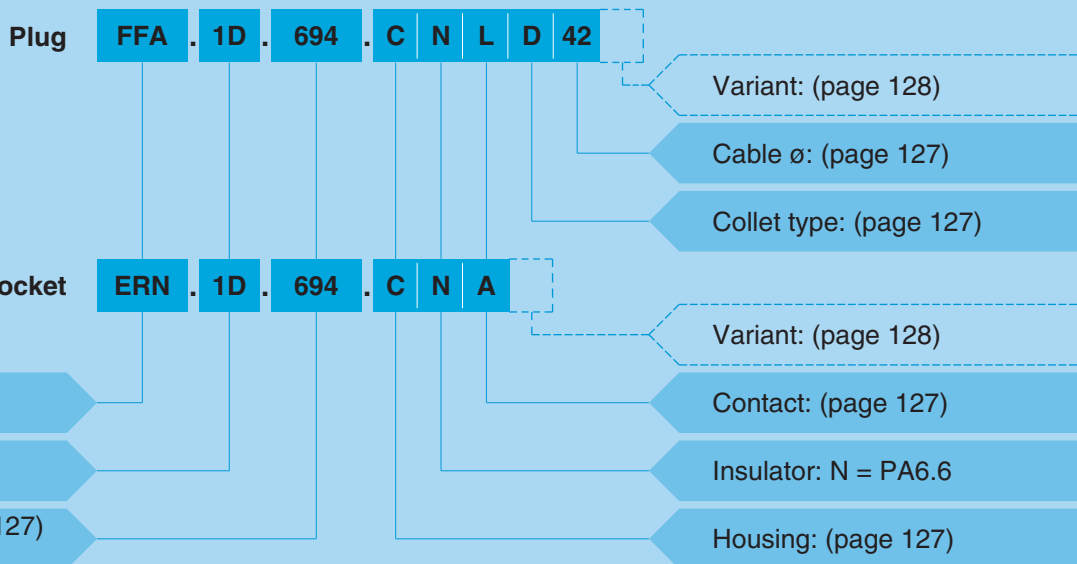 Plug FFA . 1D . 694 . C N L D 42
Variant: (page 128)
Cable ø: (page 127)
Collet type: (page 127)
ocket ERN . 1D . 694 . C N A
Variant: (page 128)
Contact: (page 127)
Insulator: N = PA6.6
127)
Housing: (page 127)